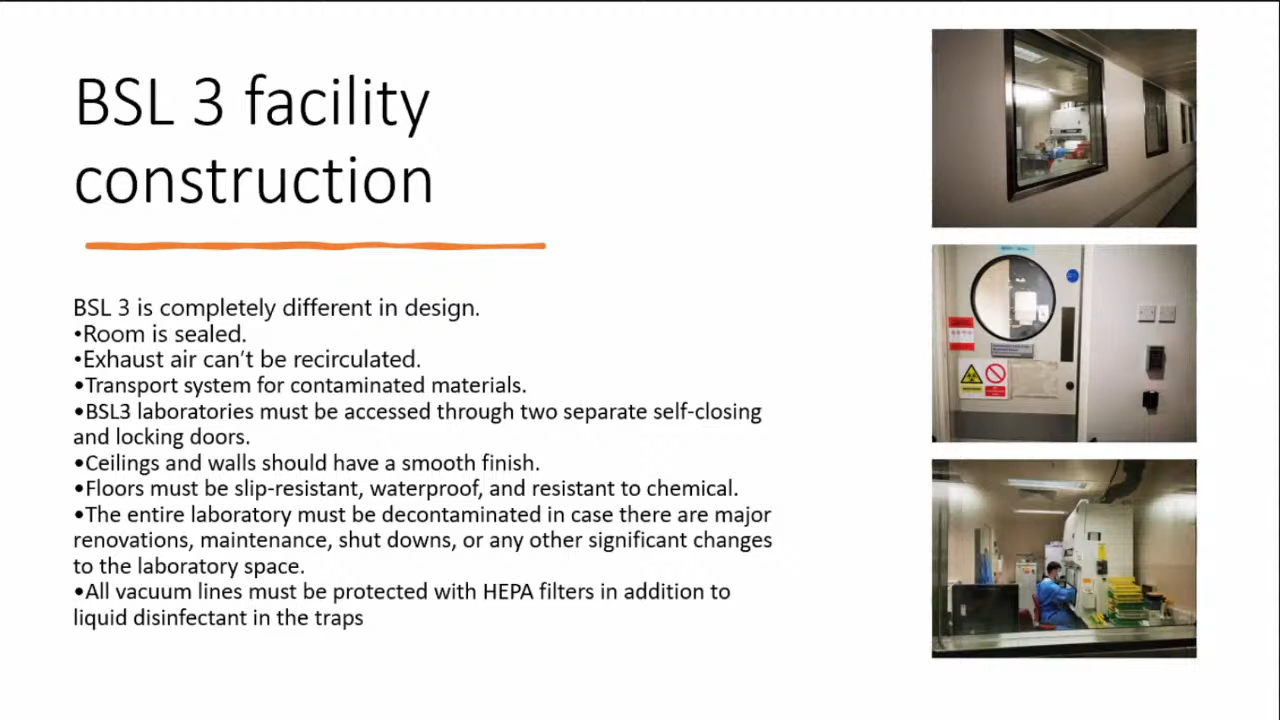 BSL 3 facility
construction
BSL 3 is completely different in design.
•Room is sealed.
•Exhaust air can’t be recirculated.
•Transport system for contaminated materials.
•BSL3 laboratories must be accessed through two separate self-closing
and locking doors.
•Ceilings and walls should have a smooth finish.
•Floors must be slip-resistant, waterproof, and resistant to chemical.
•The entire laboratory must be decontaminated in case there are major
renovations, maintenance, shut downs, or any other significant changes
to the laboratory space.
•All vacuum lines must be protected with HEPA filters in addition to
liquid disinfectant in the traps